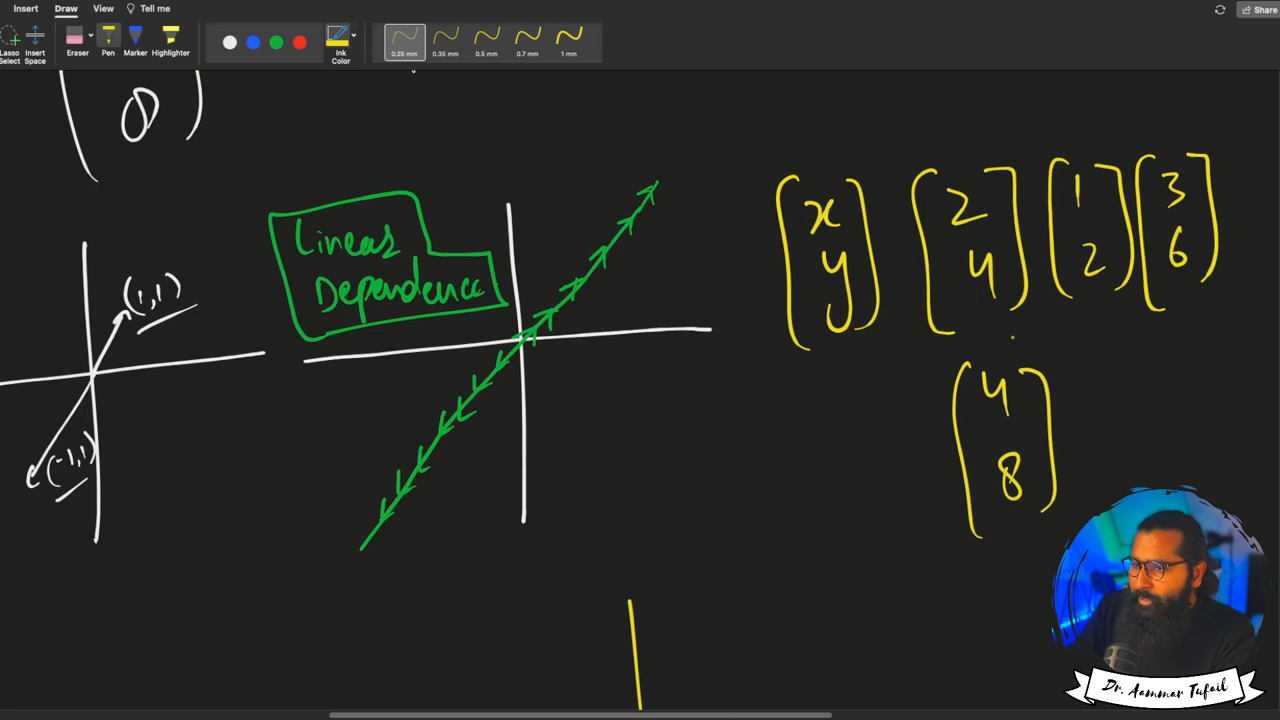 Insert Draw View Tell me
Share
Lasso Select
Insert Space
Eraser
Pen
Marker
Highlighter
Ink Color
0.25 mm
0.35 mm
0.5 mm
0.7 mm
1 mm
0
Linear
Dependence
(1,1)
(-1,1)
x
y
2
4
1
2
3
6
4
8
Dr. Aammar Tufail